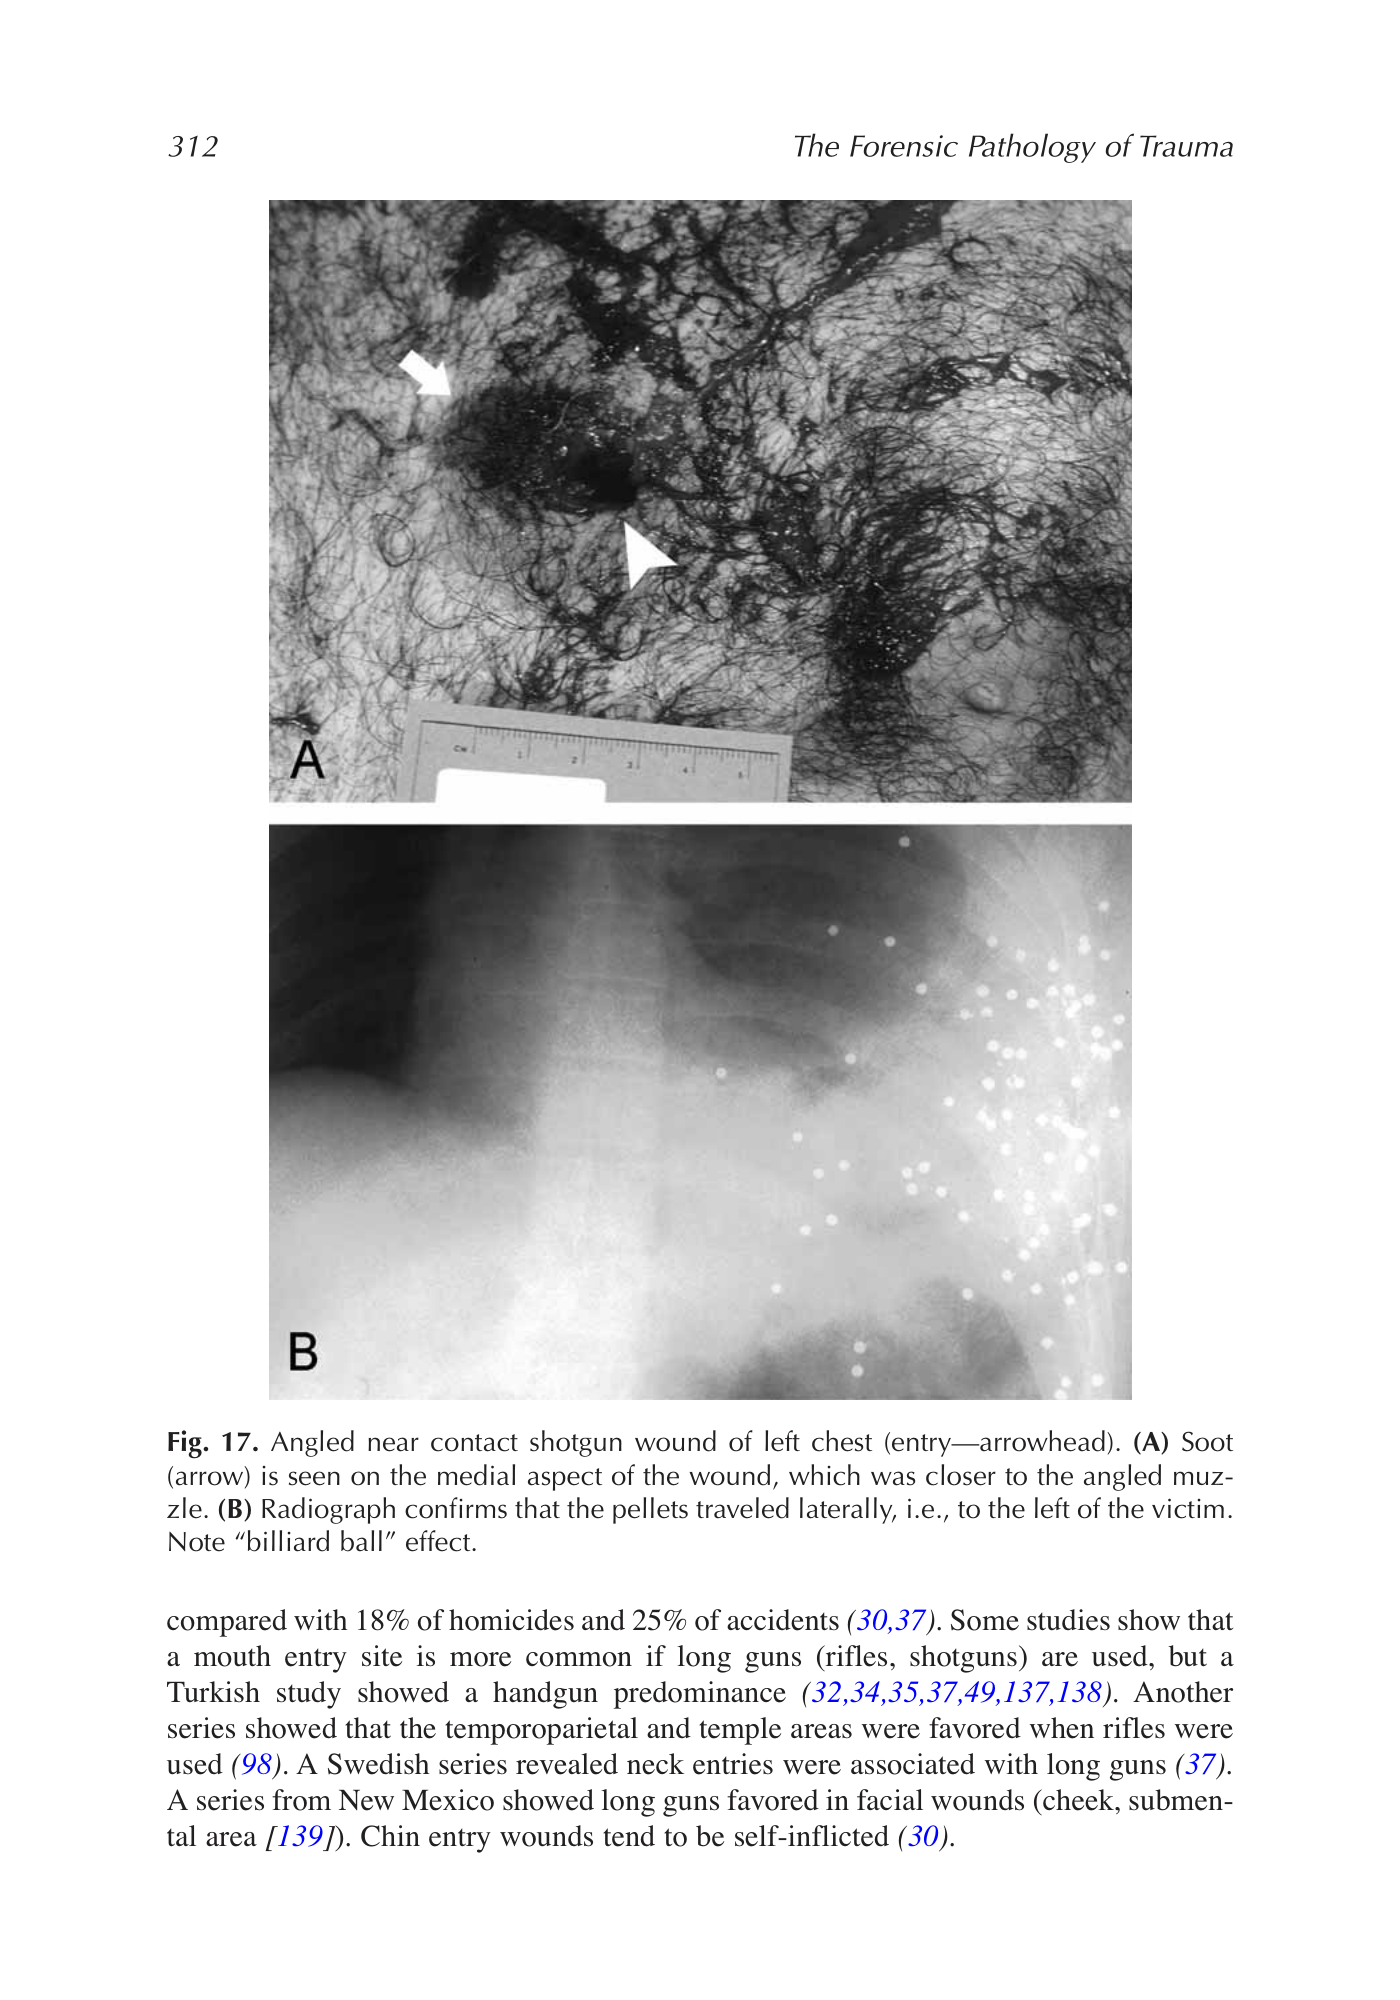 312
The Forensic Pathology of Trauma
A
CM 1 2 3 4 5
B
Fig. 17. Angled near contact shotgun wound of left chest (entry—arrowhead). (A) Soot
(arrow) is seen on the medial aspect of the wound, which was closer to the angled muz-
zle. (B) Radiograph confirms that the pellets traveled laterally, i.e., to the left of the victim.
Note “billiard ball” effect.
compared with 18% of homicides and 25% of accidents (30,37). Some studies show that
a mouth entry site is more common if long guns (rifles, shotguns) are used, but a
Turkish study showed a handgun predominance (32,34,35,37,49,137,138). Another
series showed that the temporoparietal and temple areas were favored when rifles were
used (98). A Swedish series revealed neck entries were associated with long guns (37).
A series from New Mexico showed long guns favored in facial wounds (cheek, submen-
tal area [139]). Chin entry wounds tend to be self-inflicted (30).